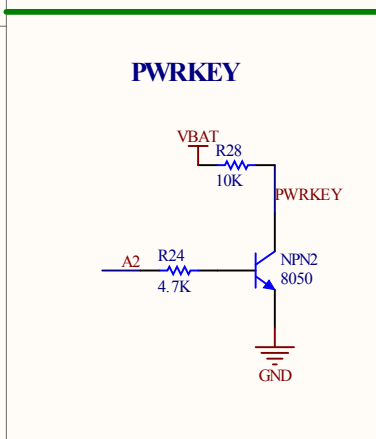 PWRKEY
VBAT
R28
10K
PWRKEY
A2
R24
4.7K
NPN2
8050
GND